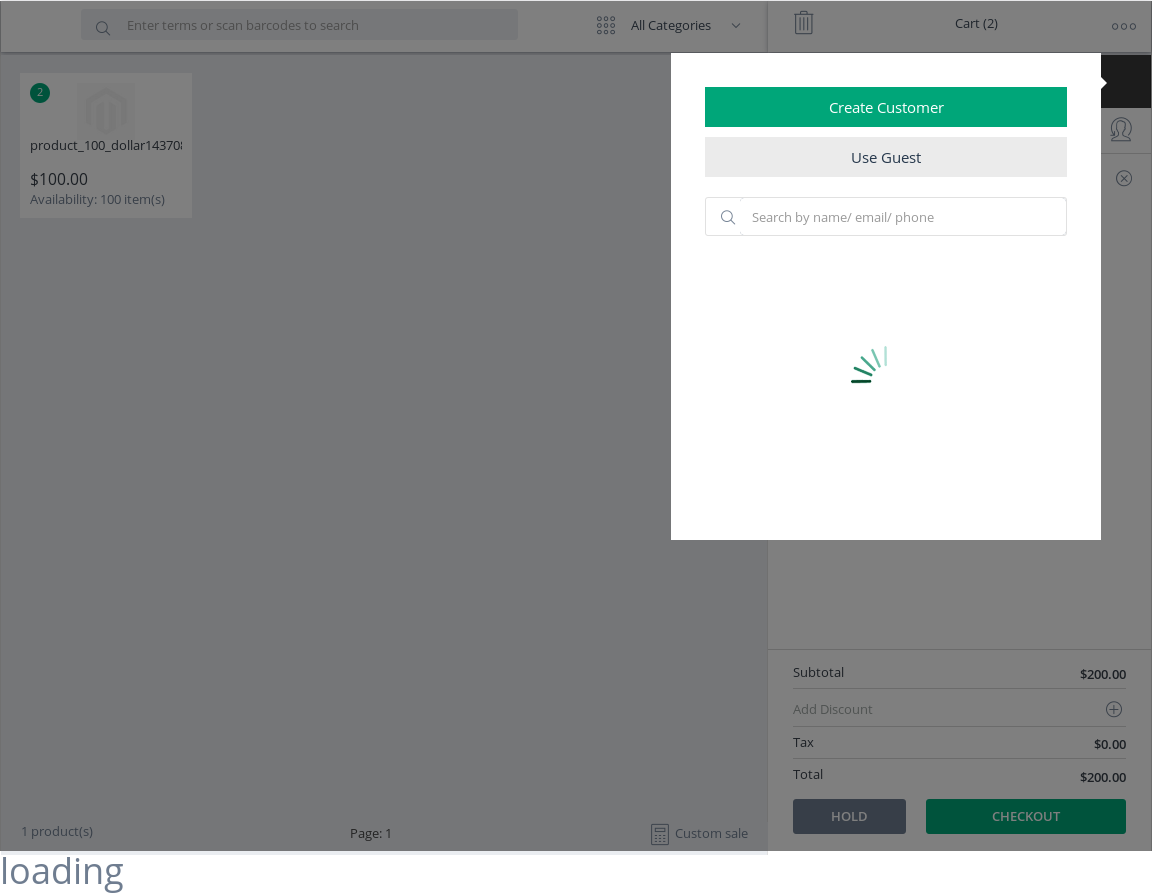 Enter terms or scan barcodes to search
All Categories
Cart (2)
2
product_100_dollar14370
$100.00
Availability: 100 item(s)
Create Customer
Use Guest
Search by name/ email/ phone
Subtotal $200.00
Add Discount
Tax $0.00
Total $200.00
HOLD CHECKOUT
1 product(s)
Page: 1
Custom sale
loading